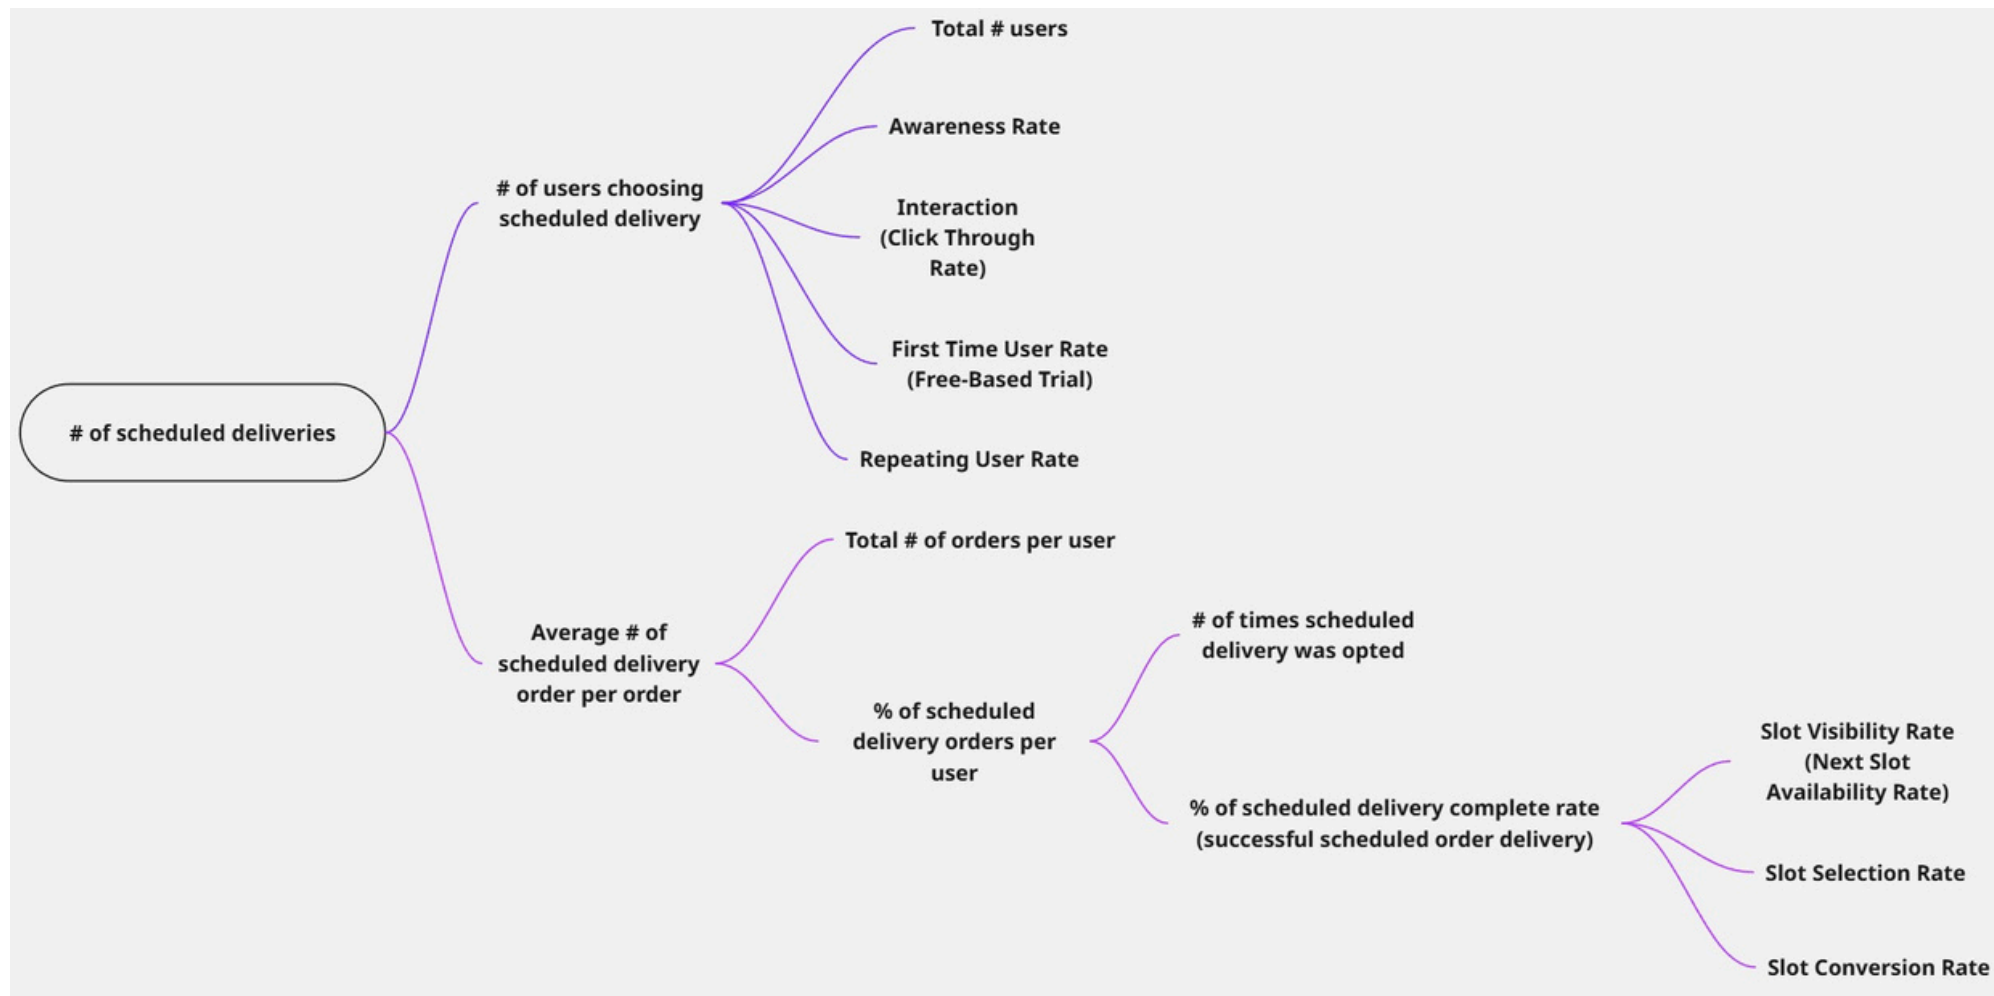 # of scheduled deliveries
# of users choosing
scheduled delivery
Total # users
Awareness Rate
Interaction
(Click Through
Rate)
First Time User Rate
(Free-Based Trial)
Repeating User Rate
Average # of
scheduled delivery
order per order
Total # of orders per user
% of scheduled
delivery orders per
user
# of times scheduled
delivery was opted
% of scheduled delivery complete rate
(successful scheduled order delivery)
Slot Visibility Rate
(Next Slot
Availability Rate)
Slot Selection Rate
Slot Conversion Rate